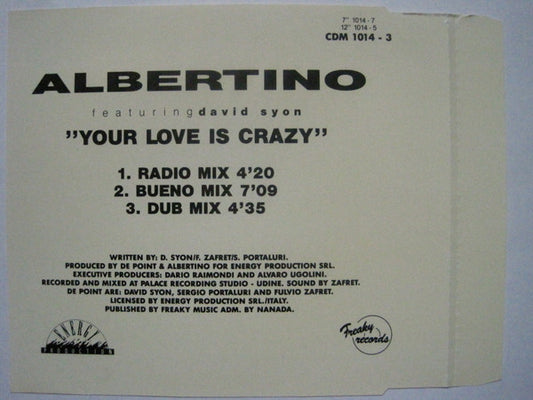 7" 1014 - 7
12" 1014 - 5
CDM 1014 - 3
ALBERTINO
featuring david syon
"YOUR LOVE IS CRAZY"
1. RADIO MIX 4'20
2. BUENO MIX 7'09
3. DUB MIX 4'35
WRITTEN BY: D. SYON/F. ZAFRET/S. PORTALURI.
PRODUCED BY DE POINT & ALBERTINO FOR ENERGY PRODUCTION SRL.
EXECUTIVE PRODUCERS: DARIO RAIMONDI AND ALVARO UGOLINI.
RECORDED AND MIXED AT PALACE RECORDING STUDIO - UDINE. SOUND BY ZAFRET.
DE POINT ARE: DAVID SYON, SERGIO PORTALURI AND FULVIO ZAFRET.
LICENSED BY ENERGY PRODUCTION SRL./ITALY.
PUBLISHED BY FREAKY MUSIC ADM. BY NANADA.
ENERGY
PRODUCTION
Freaky
records